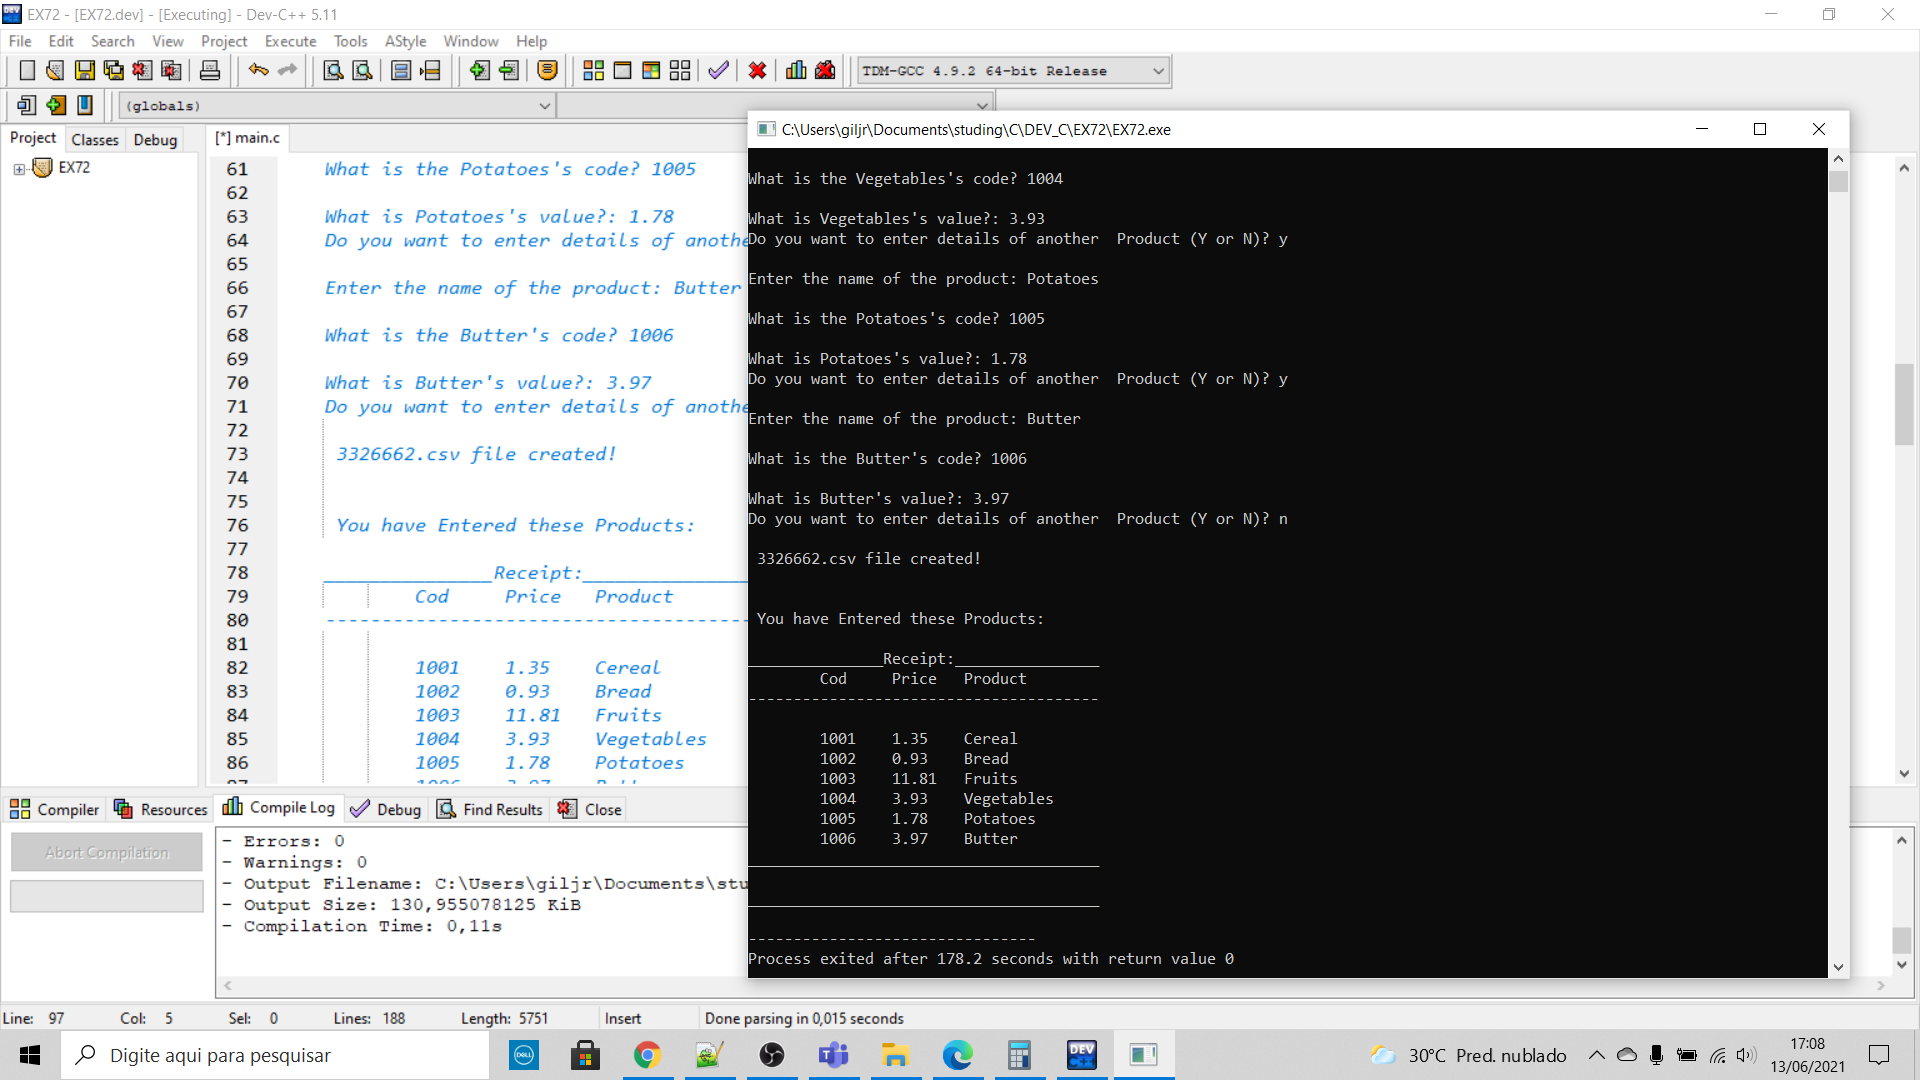 EX72 - [EX72.dev] - [Executing] - Dev-C++ 5.11
File Edit Search View Project Execute Tools AStyle Window Help
TDM-GCC 4.9.2 64-bit Release
(globals)
Project Classes Debug
[*] main.c
EX72
61 What is the Potatoes's code? 1005
62
63 What is Potatoes's value?: 1.78
64 Do you want to enter details of anothe
65
66 Enter the name of the product: Butter
67
68 What is the Butter's code? 1006
69
70 What is Butter's value?: 3.97
71 Do you want to enter details of anothe
72
73 3326662.csv file created!
74
75
76 You have Entered these Products:
77
78 _______________Receipt:_______________
79 Cod Price Product
80 --------------------------------------
81
82 1001 1.35 Cereal
83 1002 0.93 Bread
84 1003 11.81 Fruits
85 1004 3.93 Vegetables
86 1005 1.78 Potatoes
C:\Users\giljr\Documents\studing\C\DEV_C\EX72\EX72.exe
What is the Vegetables's code? 1004
What is Vegetables's value?: 3.93
Do you want to enter details of another  Product (Y or N)? y
Enter the name of the product: Potatoes
What is the Potatoes's code? 1005
What is Potatoes's value?: 1.78
Do you want to enter details of another  Product (Y or N)? y
Enter the name of the product: Butter
What is the Butter's code? 1006
What is Butter's value?: 3.97
Do you want to enter details of another  Product (Y or N)? n
3326662.csv file created!
You have Entered these Products:
_______________Receipt:________________
Cod Price Product
---------------------------------------
1001 1.35 Cereal
1002 0.93 Bread
1003 11.81 Fruits
1004 3.93 Vegetables
1005 1.78 Potatoes
1006 3.97 Butter
_______________________________________
_______________________________________
--------------------------------
Process exited after 178.2 seconds with return value 0
Compiler Resources Compile Log Debug Find Results Close
Abort Compilation
- Errors: 0
- Warnings: 0
- Output Filename: C:\Users\giljr\Documents\stu
- Output Size: 130,955078125 KiB
- Compilation Time: 0,11s
Line: 97 Col: 5 Sel: 0 Lines: 188 Length: 5751 Insert Done parsing in 0,015 seconds
Digite aqui para pesquisar
DELL
DEV C++
30°C Pred. nublado
17:08
13/06/2021